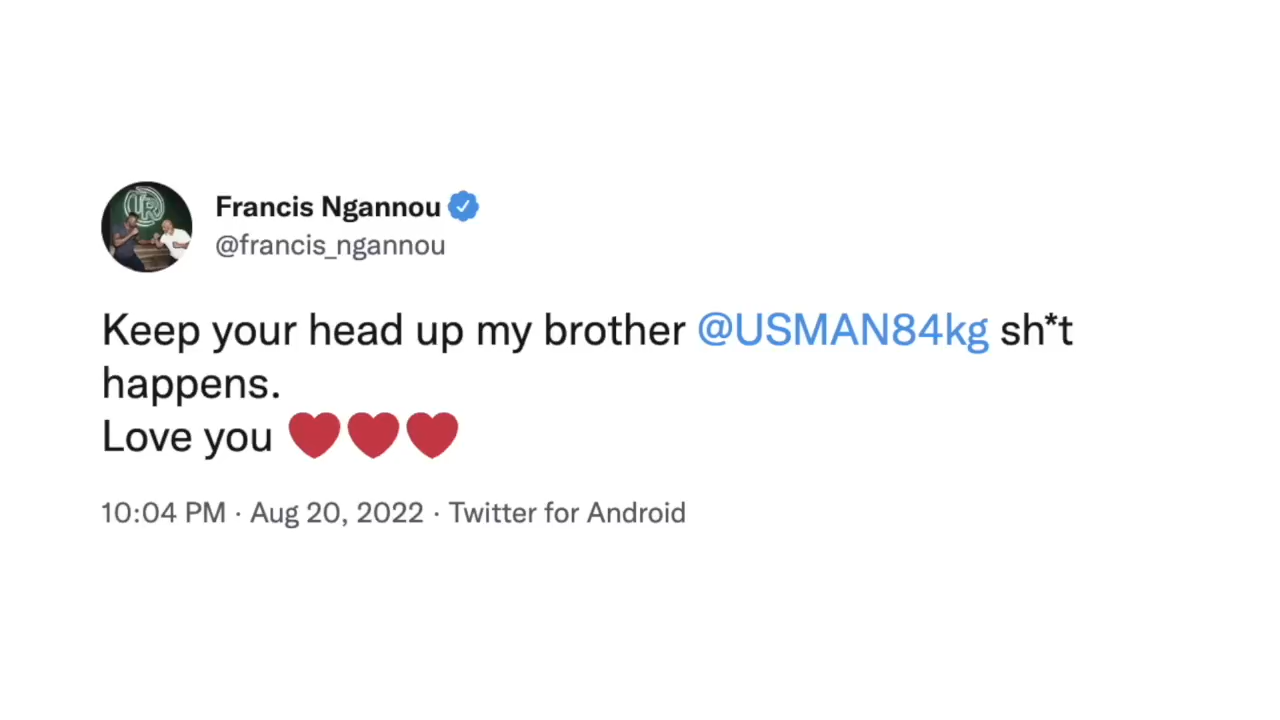 TR
Francis Ngannou
@francis_ngannou
Keep your head up my brother @USMAN84kg sh*t
happens.
Love you ❤️❤️❤️
10:04 PM · Aug 20, 2022 · Twitter for Android